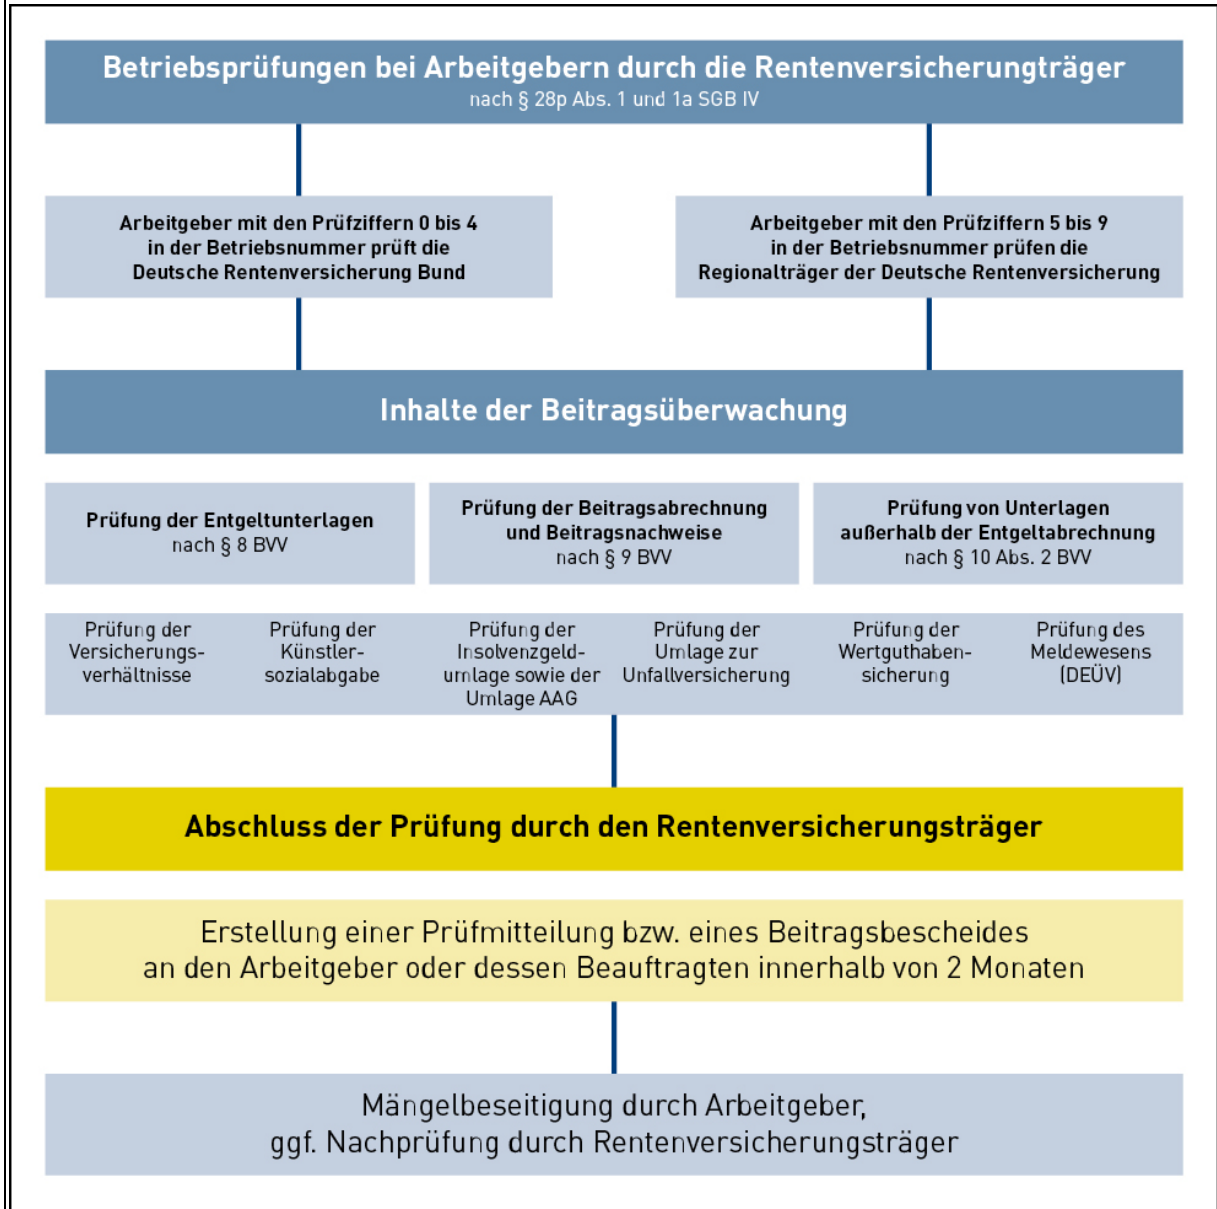 Betriebsprüfungen bei Arbeitgebern durch die Rentenversicherungträger
nach § 28p Abs. 1 und 1a SGB IV
Arbeitgeber mit den Prüfziffern 0 bis 4
in der Betriebsnummer prüft die
Deutsche Rentenversicherung Bund
Arbeitgeber mit den Prüfziffern 5 bis 9
in der Betriebsnummer prüfen die
Regionalträger der Deutsche Rentenversicherung
Inhalte der Beitragsüberwachung
Prüfung der Entgeltunterlagen
nach § 8 BVV
Prüfung der Beitragsabrechnung
und Beitragsnachweise
nach § 9 BVV
Prüfung von Unterlagen
außerhalb der Entgeltabrechnung
nach § 10 Abs. 2 BVV
Prüfung der
Versicherungs-
verhältnisse
Prüfung der
Künstler-
sozialabgabe
Prüfung der
Insolvenzgeld-
umlage sowie der
Umlage AAG
Prüfung der
Umlage zur
Unfallversicherung
Prüfung der
Wertguthaben-
sicherung
Prüfung des
Meldewesens
(DEÜV)
Abschluss der Prüfung durch den Rentenversicherungsträger
Erstellung einer Prüfmitteilung bzw. eines Beitragsbescheides
an den Arbeitgeber oder dessen Beauftragten innerhalb von 2 Monaten
Mängelbeseitigung durch Arbeitgeber,
ggf. Nachprüfung durch Rentenversicherungsträger